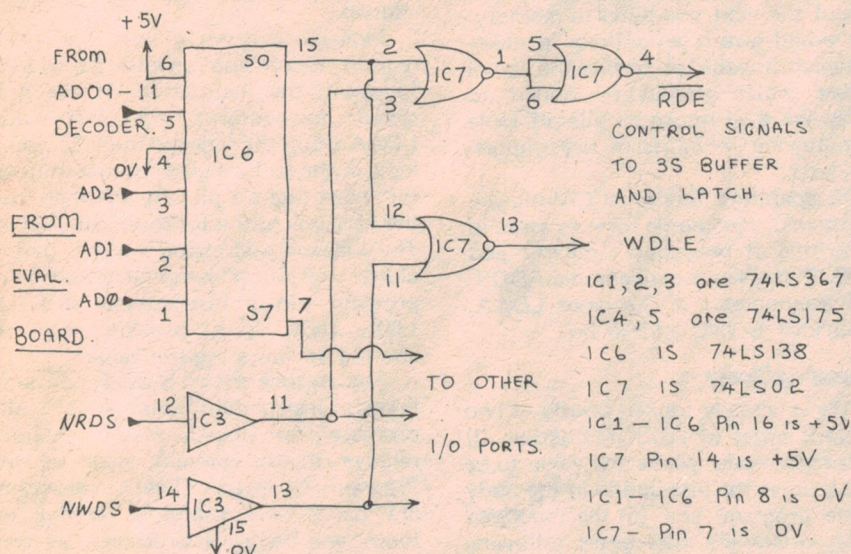 +5V
FROM
AD09-11
DECODER.
6
5
4
0V
AD2
3
FROM
AD1
2
EVAL.
AD0
1
BOARD.
S0
IC6
S7
15
7
2
3
IC7
1
5
6
IC7
4
RDE
CONTROL SIGNALS
TO 3S BUFFER
AND LATCH
12
11
IC7
13
WDLE
TO OTHER
I/O PORTS.
NRDS
12
IC3
11
NWDS
14
IC3
13
15
0V
IC1,2,3 are 74LS367
IC4,5 are 74LS175
IC6 IS 74LS138
IC7 IS 74LS02
IC1-IC6 Pin 16 is +5V
IC7 Pin 14 is +5V
IC1-IC6 Pin 8 is 0V
IC7- Pin 7 is 0V